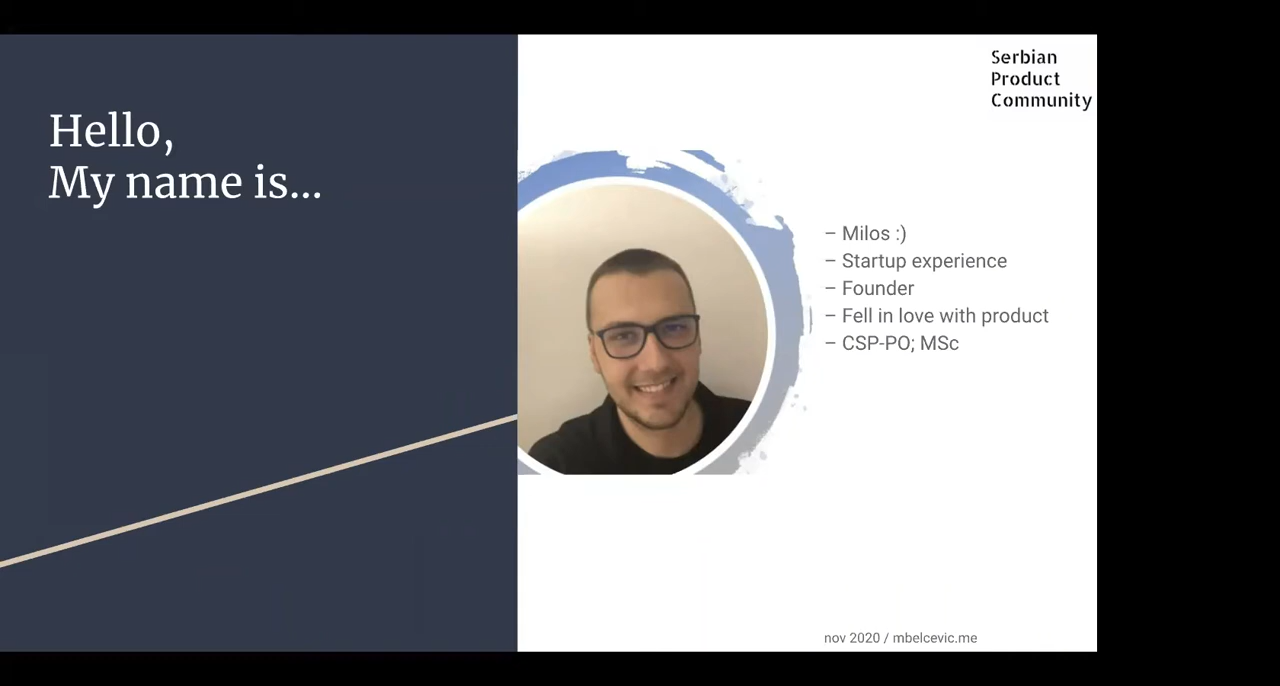 Hello,
My name is...
Serbian
Product
Community
– Milos :)
– Startup experience
– Founder
– Fell in love with product
– CSP-PO; MSc
nov 2020 / mbelcevic.me